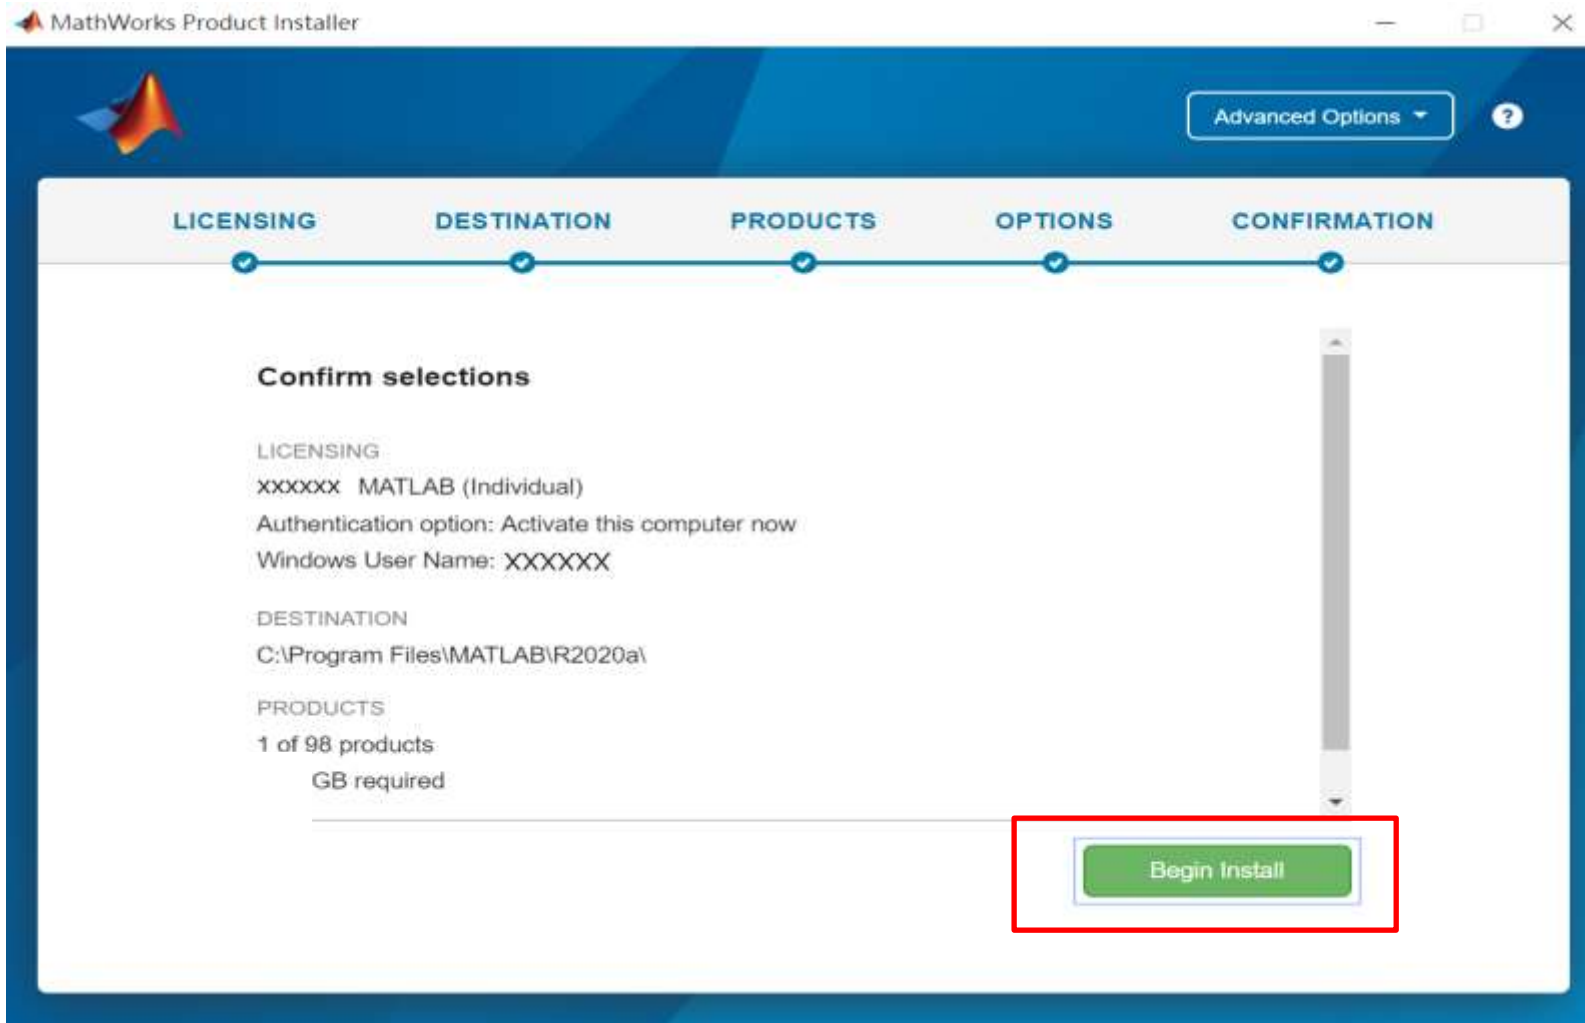 MathWorks Product Installer
Advanced Options
?
LICENSING DESTINATION PRODUCTS OPTIONS CONFIRMATION
Confirm selections
LICENSING
xxxxxx MATLAB (Individual)
Authentication option: Activate this computer now
Windows User Name: XXXXXX
DESTINATION
C:\Program Files\MATLAB\R2020a\
PRODUCTS
1 of 98 products
GB required
Begin Install